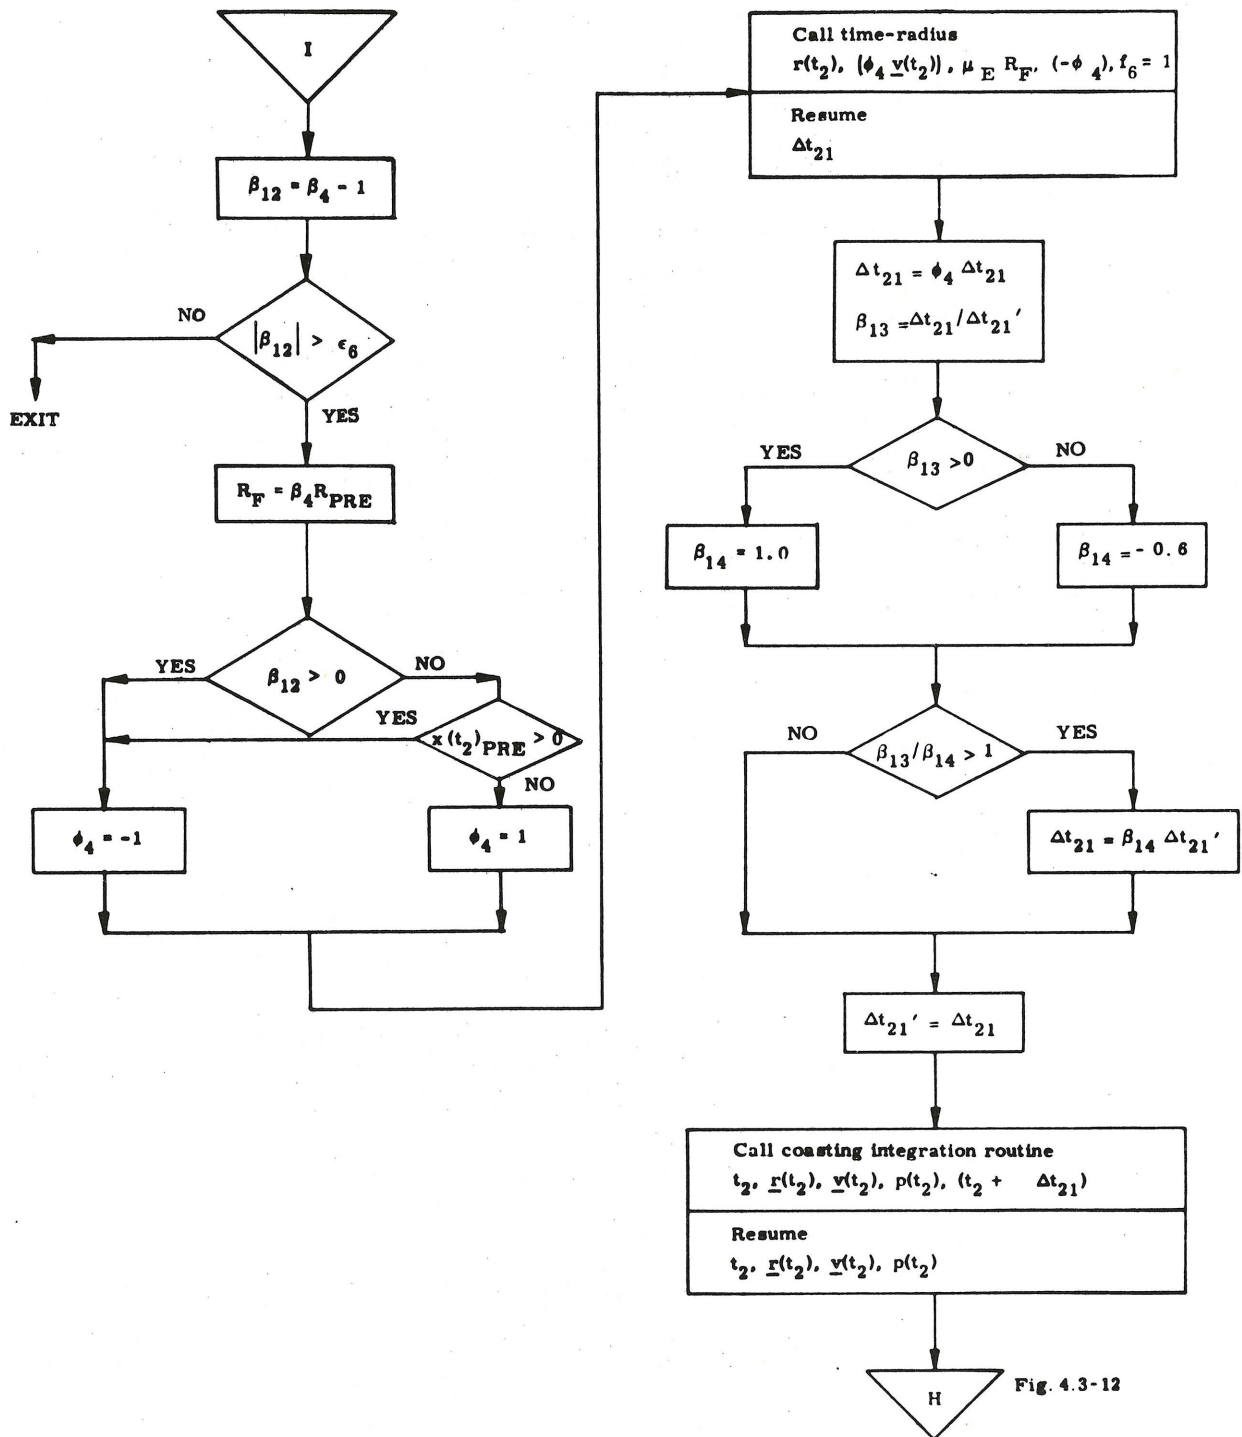 I
β12 = β4 - 1
NO
|β12| > ϵ6
EXIT
YES
RF = β4RPRE
YES
β12 > 0
NO
YES
x(t2)PRE > 0
NO
ϕ4 = -1
ϕ4 = 1
Call time-radius
r(t2), (ϕ4 v(t2)), μE RF, (-ϕ4), f6 = 1
Resume
Δt21
Δt21 = ϕ4 Δt21
β13 = Δt21/Δt21'
YES
β13 >0
NO
β14 = 1.0
β14 = - 0.6
NO
β13/β14 > 1
YES
Δt21 = β14 Δt21'
Δt21' = Δt21
Call coasting integration routine
t2, r(t2), v(t2), p(t2), (t2 + Δt21)
Resume
t2, r(t2), v(t2), p(t2)
H
Fig. 4.3-12